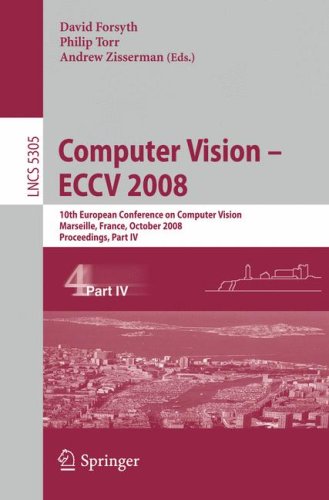 David Forsyth
Philip Torr
Andrew Zisserman (Eds.)
LNCS 5305
Computer Vision –
ECCV 2008
10th European Conference on Computer Vision
Marseille, France, October 2008
Proceedings, Part IV
4 Part IV
Springer